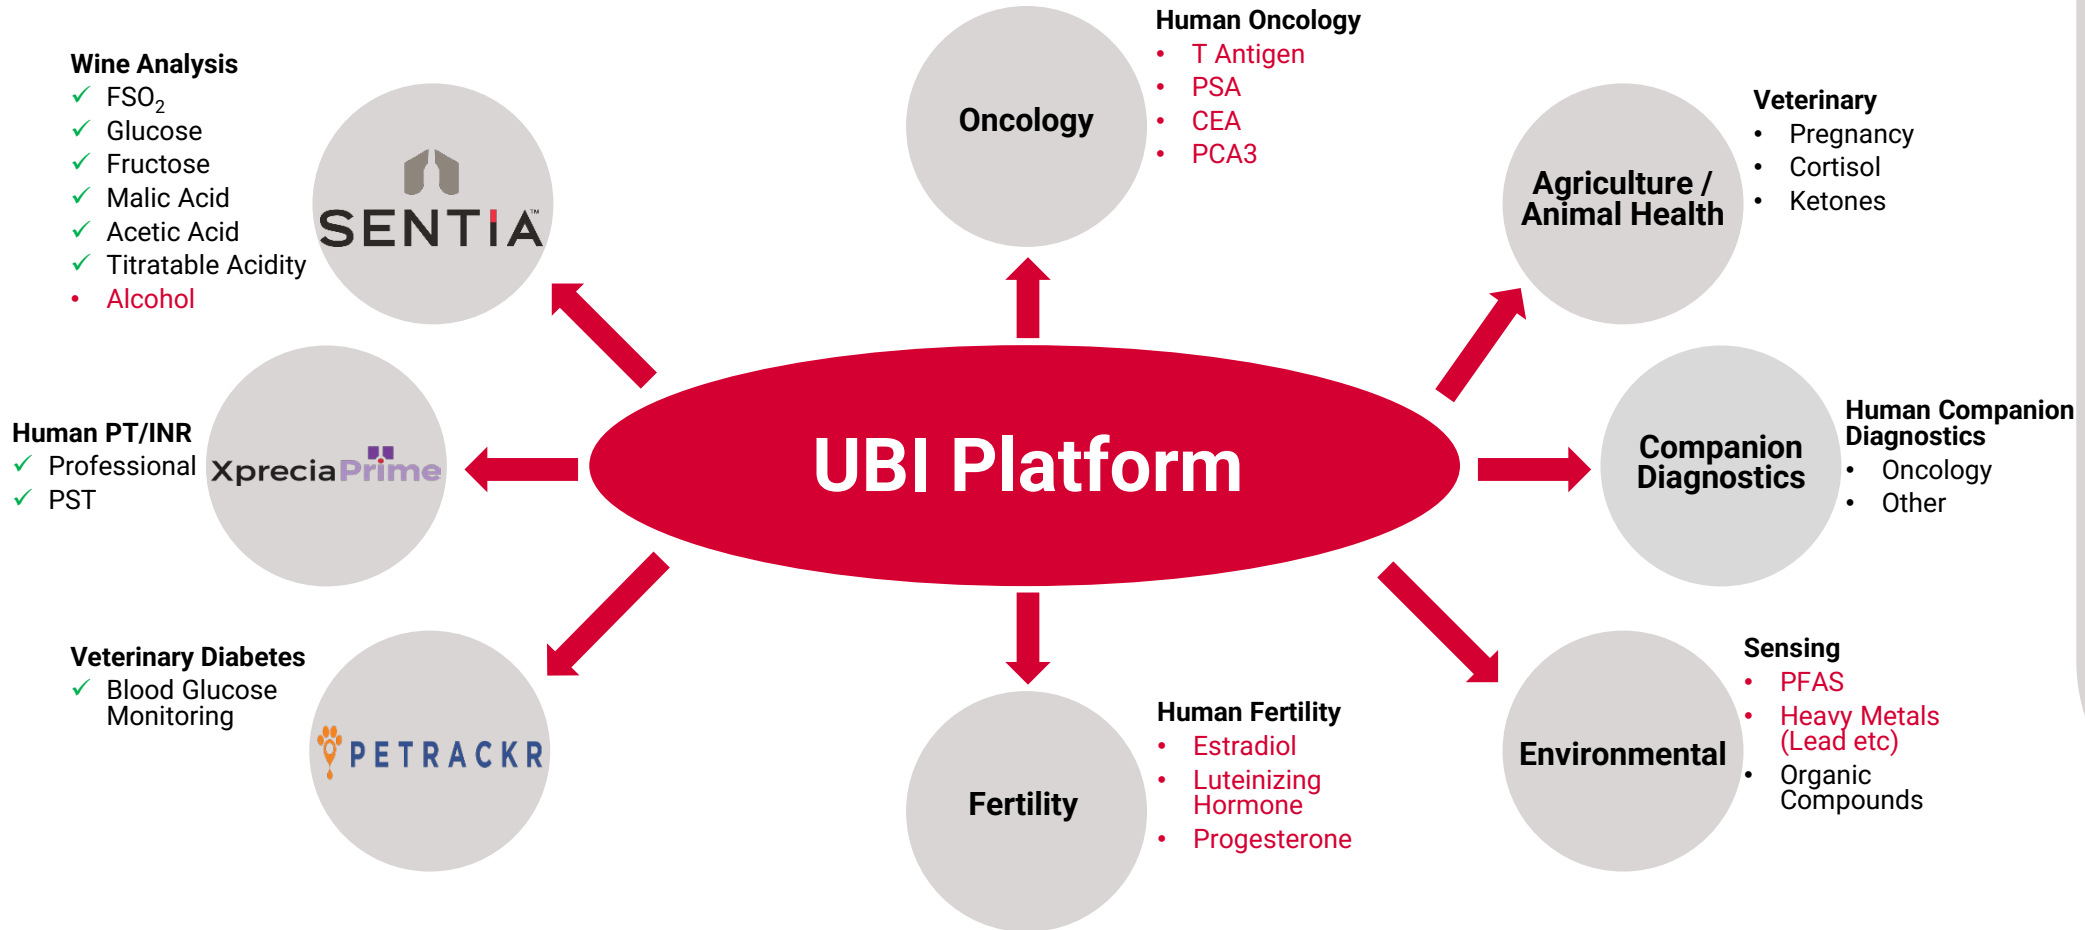 Wine Analysis
✓ FSO₂
✓ Glucose
✓ Fructose
✓ Malic Acid
✓ Acetic Acid
✓ Titratable Acidity
• Alcohol
SENTIA™
Human PT/INR
✓ Professional
✓ PST
XpreciaPrime
Veterinary Diabetes
✓ Blood Glucose
Monitoring
PETRACKR
UBI Platform
Oncology
Human Oncology
• T Antigen
• PSA
• CEA
• PCA3
Agriculture /
Animal Health
Veterinary
• Pregnancy
• Cortisol
• Ketones
Companion
Diagnostics
Human Companion
Diagnostics
• Oncology
• Other
Environmental
Sensing
• PFAS
• Heavy Metals
(Lead etc)
• Organic
Compounds
Fertility
Human Fertility
• Estradiol
• Luteinizing
Hormone
• Progesterone